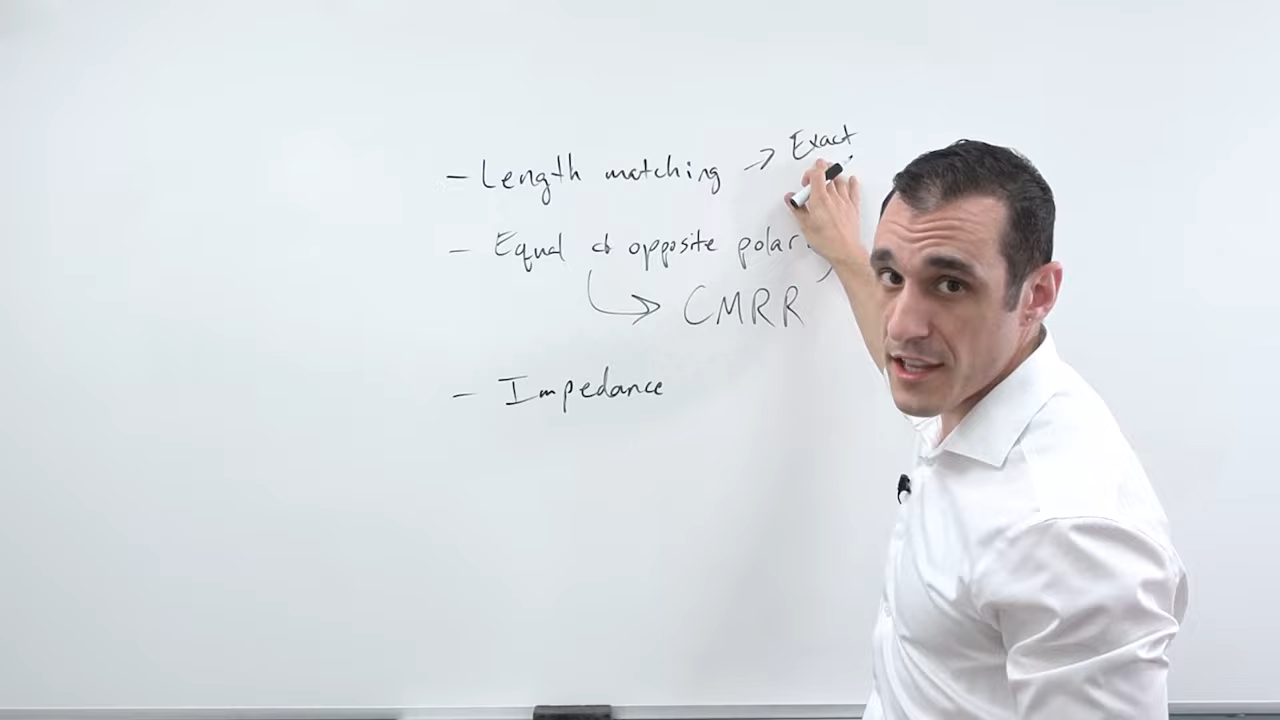 - Length matching → Exact
- Equal & opposite polar
↳ CMRR
- Impedance